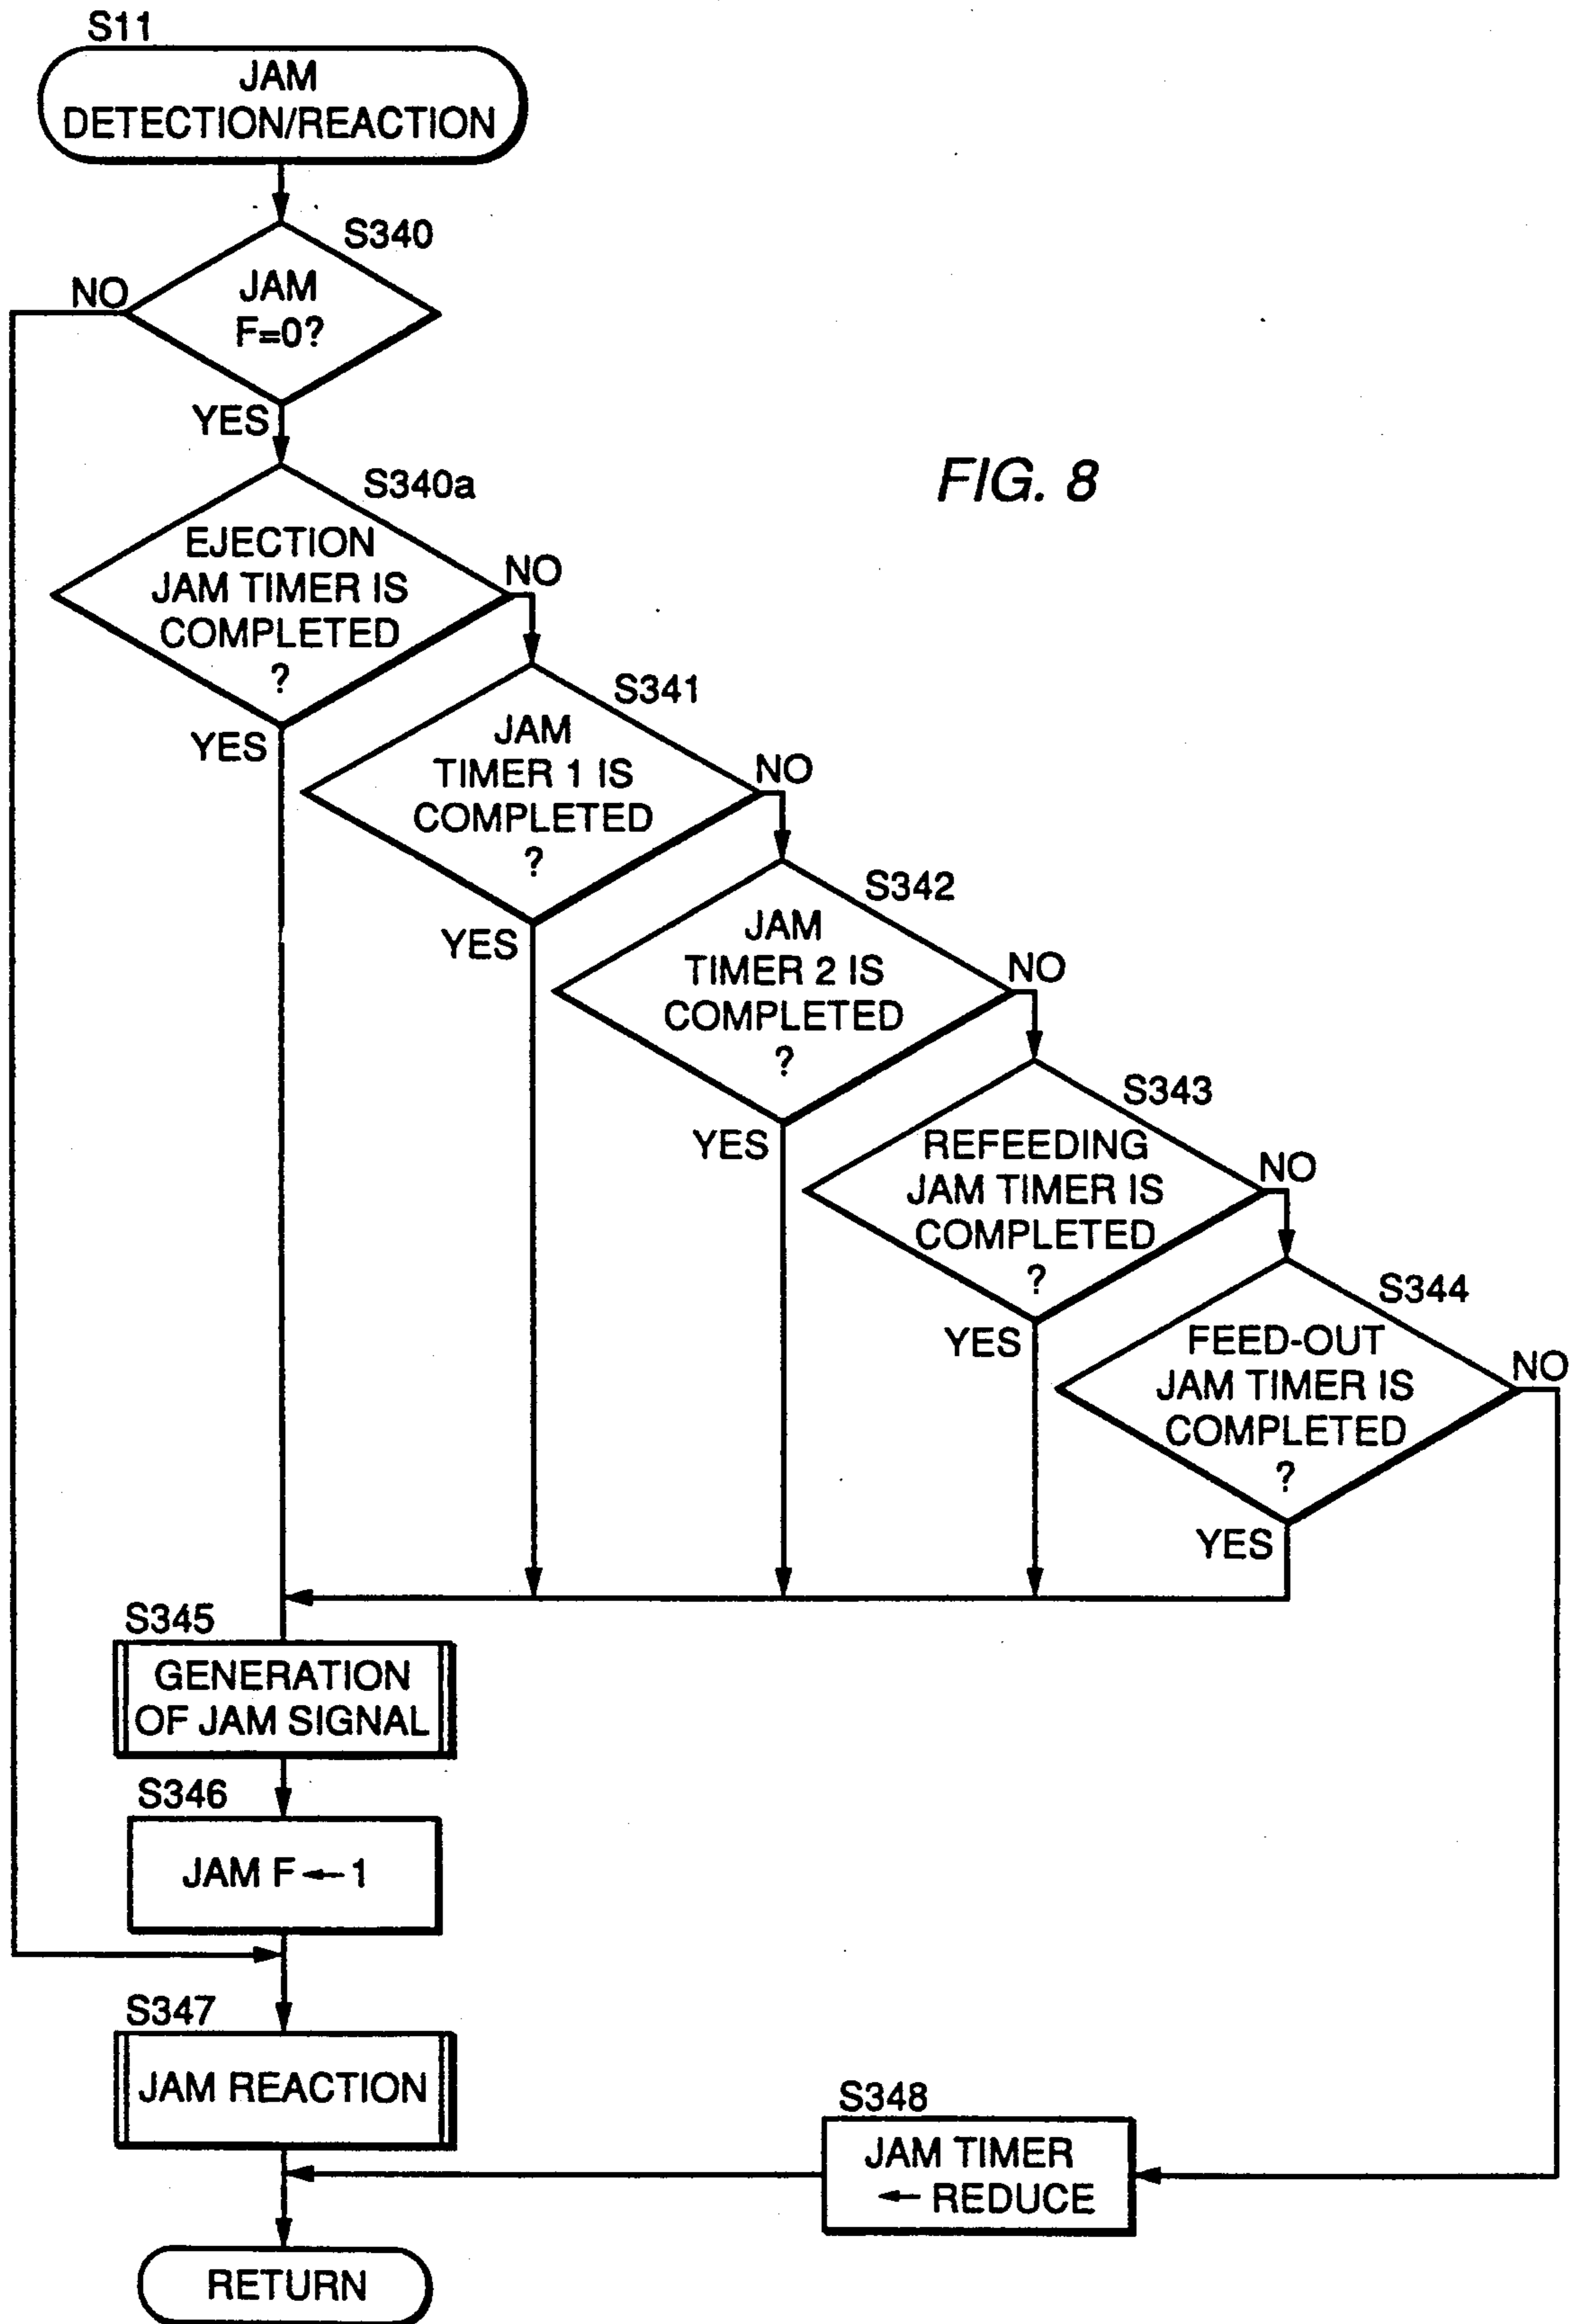 S11
JAM
DETECTION/REACTION
S340
JAM
F=0?
NO
YES
FIG. 8
S340a
EJECTION
JAM TIMER IS
COMPLETED
?
NO
YES
S341
JAM
TIMER 1 IS
COMPLETED
?
NO
YES
S342
JAM
TIMER 2 IS
COMPLETED
?
NO
YES
S343
REFEEDING
JAM TIMER IS
COMPLETED
?
NO
YES
S344
FEED-OUT
JAM TIMER IS
COMPLETED
?
NO
YES
S345
GENERATION
OF JAM SIGNAL
S346
JAM F ← 1
S347
JAM REACTION
S348
JAM TIMER
← REDUCE
RETURN